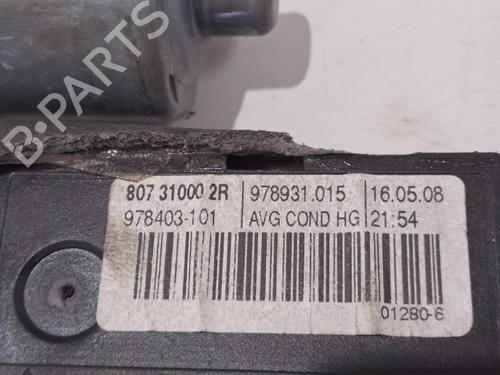 B-PARTS
807 31000 2R 978931.015 16.05.08
978403-101 AVG COND HG 21:54
01280-6